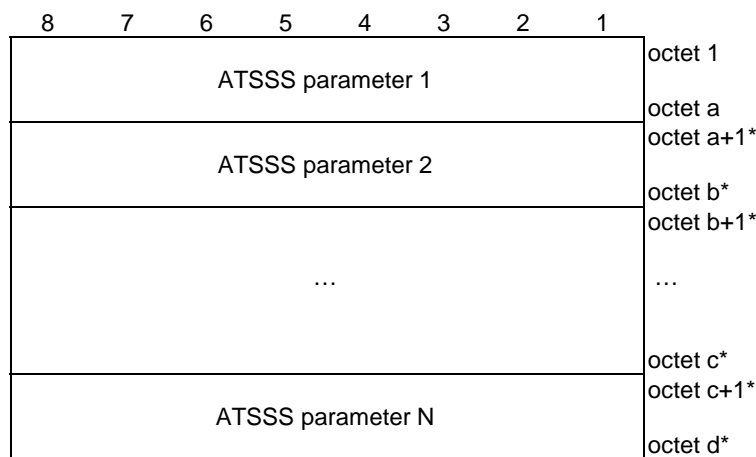 8 7 6 5 4 3 2 1
octet 1
ATSSS parameter 1
octet a
octet a+1*
ATSSS parameter 2
octet b*
octet b+1*
… …
octet c*
octet c+1*
ATSSS parameter N
octet d*